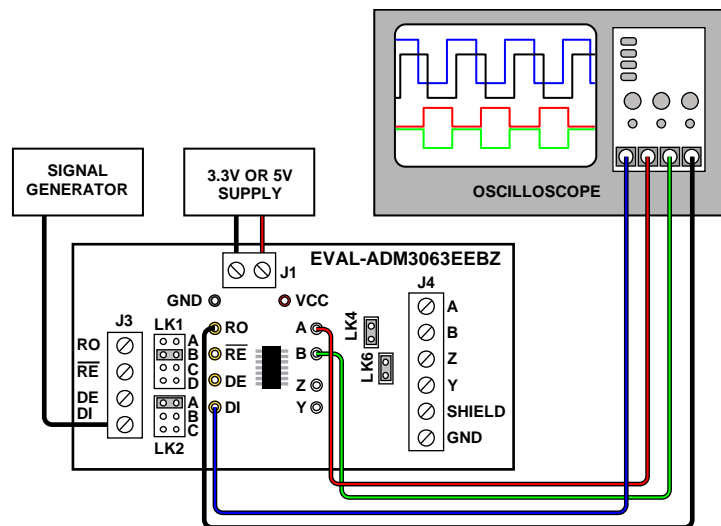 OSCILLOSCOPE
SIGNAL
GENERATOR
3.3V OR 5V
SUPPLY
EVAL-ADM3063EEBZ
J1
GND
VCC
J3
RO
RE
DE
DI
LK1
A
B
C
D
LK2
A
B
C
RO
RE
DE
DI
A
B
Z
Y
LK4
LK6
J4
A
B
Z
Y
SHIELD
GND